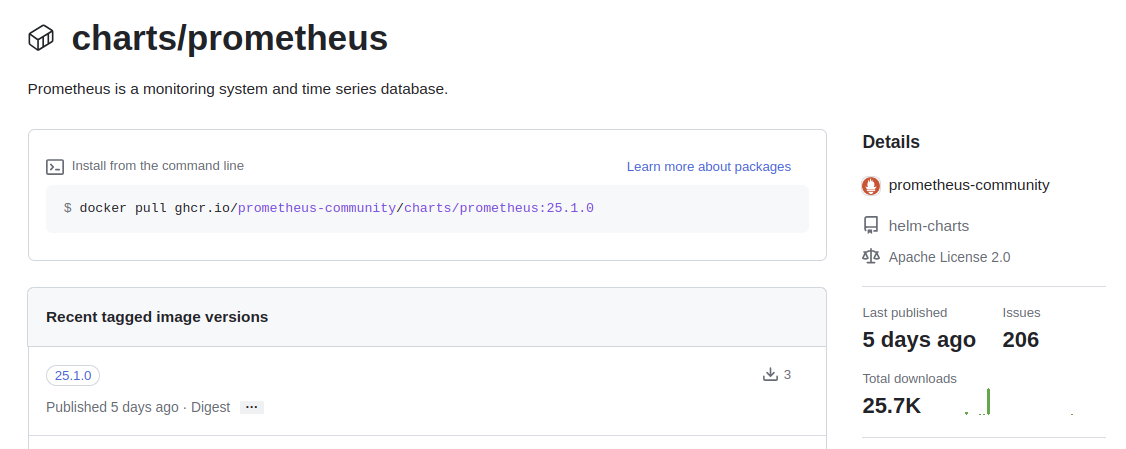 charts/prometheus
Prometheus is a monitoring system and time series database.
Install from the command line
Learn more about packages
$ docker pull ghcr.io/prometheus-community/charts/prometheus:25.1.0
Recent tagged image versions
25.1.0
3
Published 5 days ago · Digest ···
Details
prometheus-community
helm-charts
Apache License 2.0
Last published Issues
5 days ago 206
Total downloads
25.7K